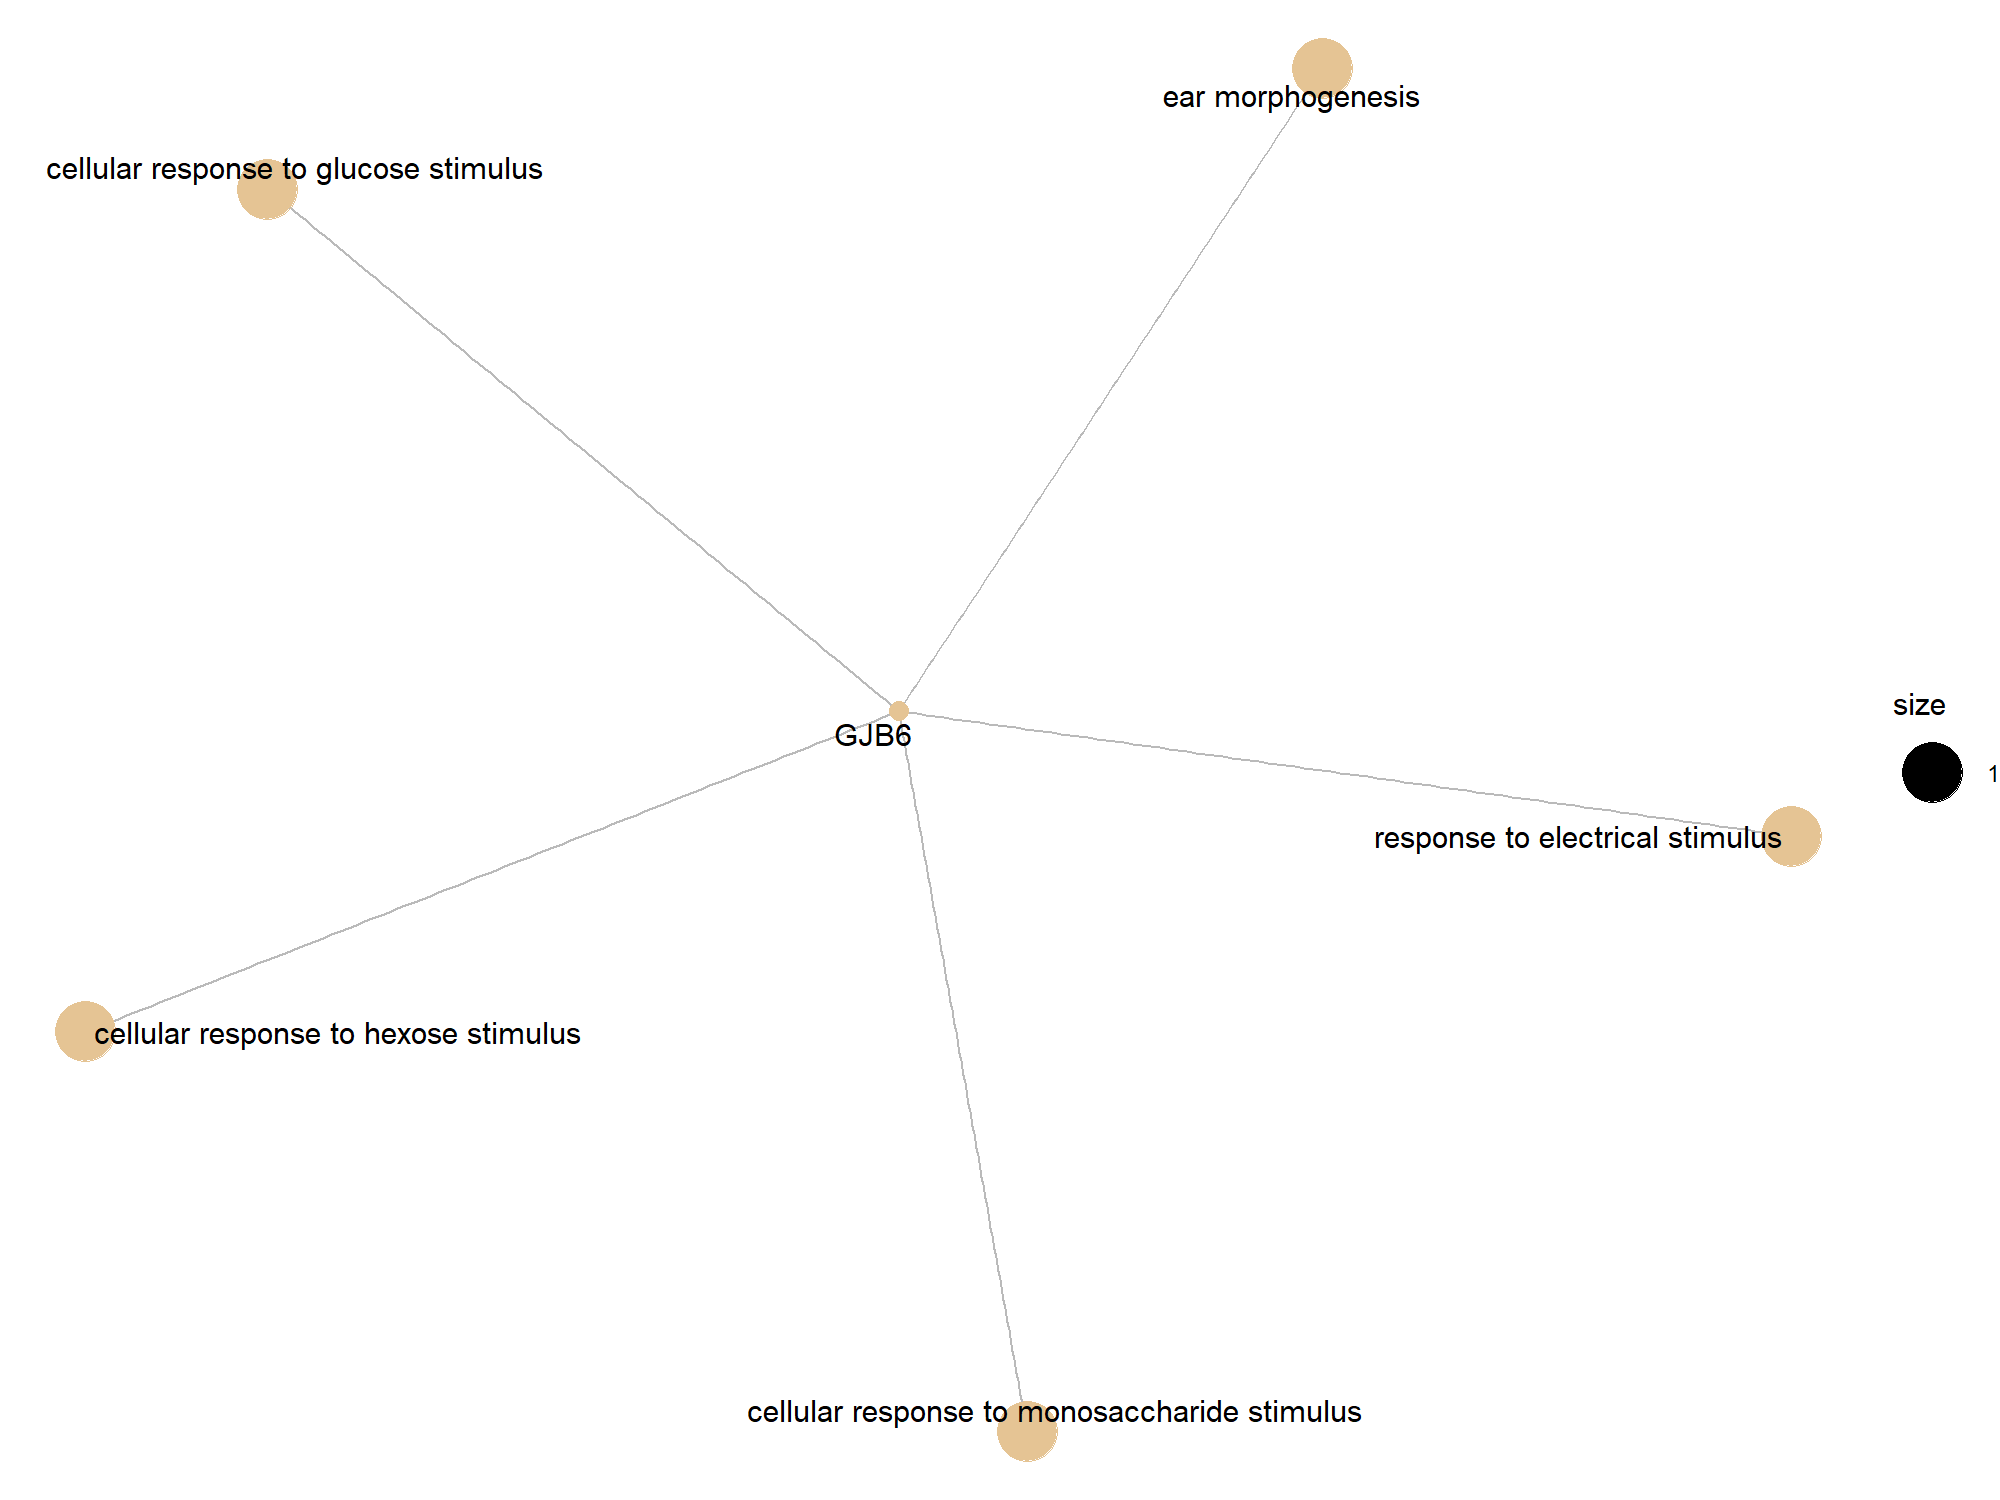 ear morphogenesis
cellular response to glucose stimulus
size
GJB6
1
response to electrical stimulus
cellular response to hexose stimulus
cellular response to monosaccharide stimulus